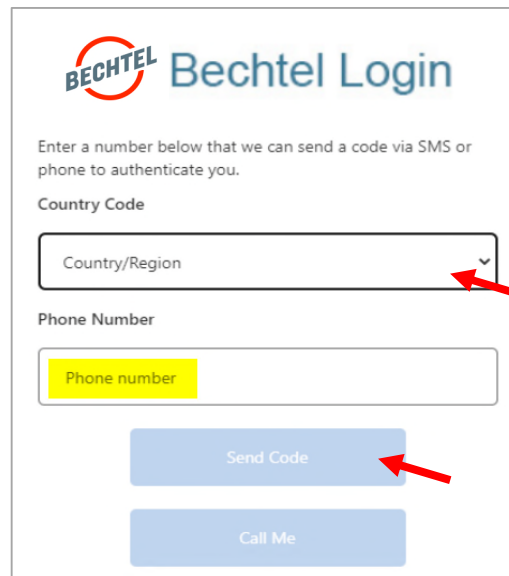 BECHTEL Bechtel Login
Enter a number below that we can send a code via SMS or
phone to authenticate you.
Country Code
Country/Region
Phone Number
Phone number
Send Code
Call Me